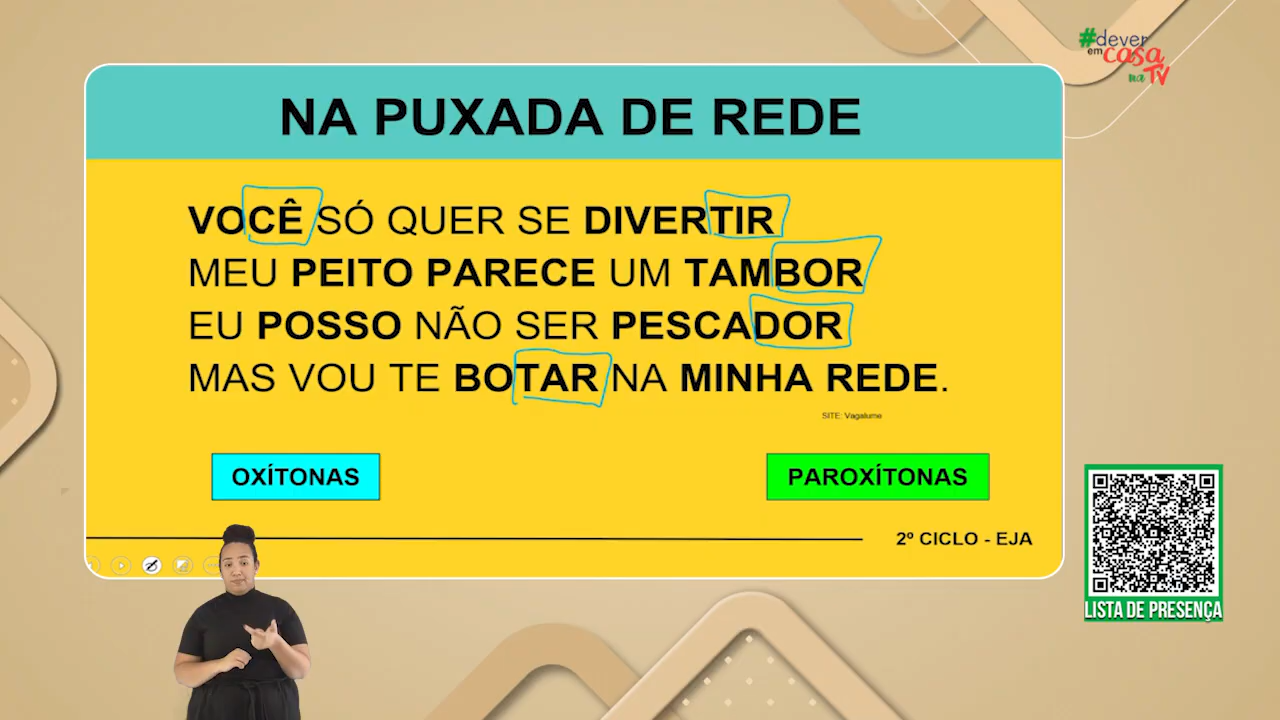 #dever
em casa
na TV
NA PUXADA DE REDE
VOCÊ SÓ QUER SE DIVERTIR
MEU PEITO PARECE UM TAMBOR
EU POSSO NÃO SER PESCADOR
MAS VOU TE BOTAR NA MINHA REDE.
SITE: Vagalume
OXÍTONAS
PAROXÍTONAS
2º CICLO - EJA
LISTA DE PRESENÇA